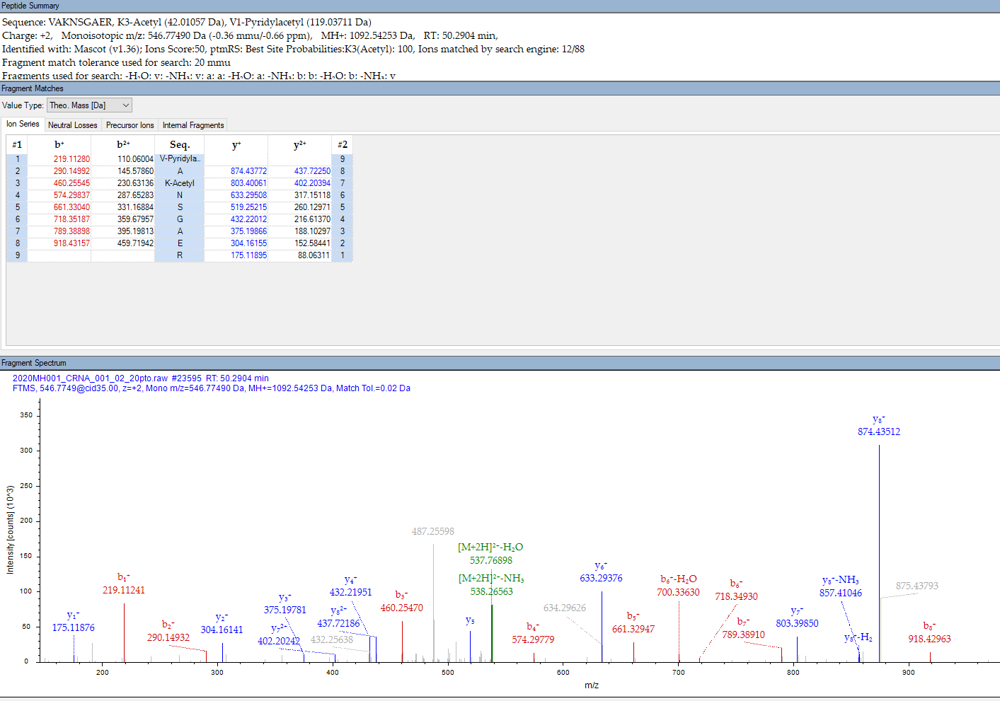 Peptide Summary
Sequence: VAKNSGAER, K3-Acetyl (42.01057 Da), V1-Pyridylacetyl (119.03711 Da)
Charge: +2, Monoisotopic m/z: 546.77490 Da (-0.36 mmu/-0.66 ppm), MH+: 1092.54253 Da, RT: 50.2904 min,
Identified with: Mascot (v1.36); Ions Score:50, ptmRS: Best Site Probabilities:K3(Acetyl): 100, Ions matched by search engine: 12/88
Fragment match tolerance used for search: 20 mmu
Fragments used for search: -H₂O; y; -NH₃; y; a; a; -H₂O; a; -NH₃; b; b; -H₂O; b; -NH₃; y
Fragment Matches
Value Type: Theo. Mass [Da]
Ion Series Neutral Losses Precursor Ions Internal Fragments
#1 b⁺ b²⁺ Seq. y⁺ y²⁺ #2
1 219.11280 110.06004 V-Pyridyla... 9
2 290.14992 145.57860 A 874.43772 437.72250 8
3 460.25545 230.63136 K-Acetyl 803.40061 402.20394 7
4 574.29837 287.65283 N 633.29508 317.15118 6
5 661.33040 331.16884 S 519.25215 260.12971 5
6 718.35187 359.67957 G 432.22012 216.61370 4
7 789.38898 395.19813 A 375.19866 188.10297 3
8 918.43157 459.71942 E 304.16155 152.58441 2
9 R 175.11895 88.06311 1
Fragment Spectrum
2020MH001_CRNA_001_02_20pto.raw #23595 RT: 50.2904 min
FTMS, 546.7749@cid35.00, z=+2, Mono m/z=546.77490 Da, MH+=1092.54253 Da, Match Tol.=0.02 Da
Intensity [counts] (10^3)
350
300
250
200
150
100
50
0
y₁⁺
175.11876
b₁⁺
219.11241
b₂⁺
290.14932
y₂⁺
304.16141
y₃⁺
375.19781
y₇²⁺
402.20242
y₄⁺
432.21951
y₈²⁺
437.72186
432.25638
b₃⁺
460.25470
487.25598
y₅
[M+2H]²⁺-H₂O
537.76898
[M+2H]²⁺-NH₃
538.26563
b₄⁺
574.29779
634.29626
y₆⁺
633.29376
b₅⁺
661.32947
b₆⁺-H₂O
700.33630
b₆⁺
718.34930
b₇⁺
789.38910
y₇⁺
803.39850
y₈⁺-NH₃
857.41046
y₈⁺-H₂
y₈⁺
874.43512
875.43793
b₈⁺
918.42963
200 300 400 500 600 700 800 900
m/z